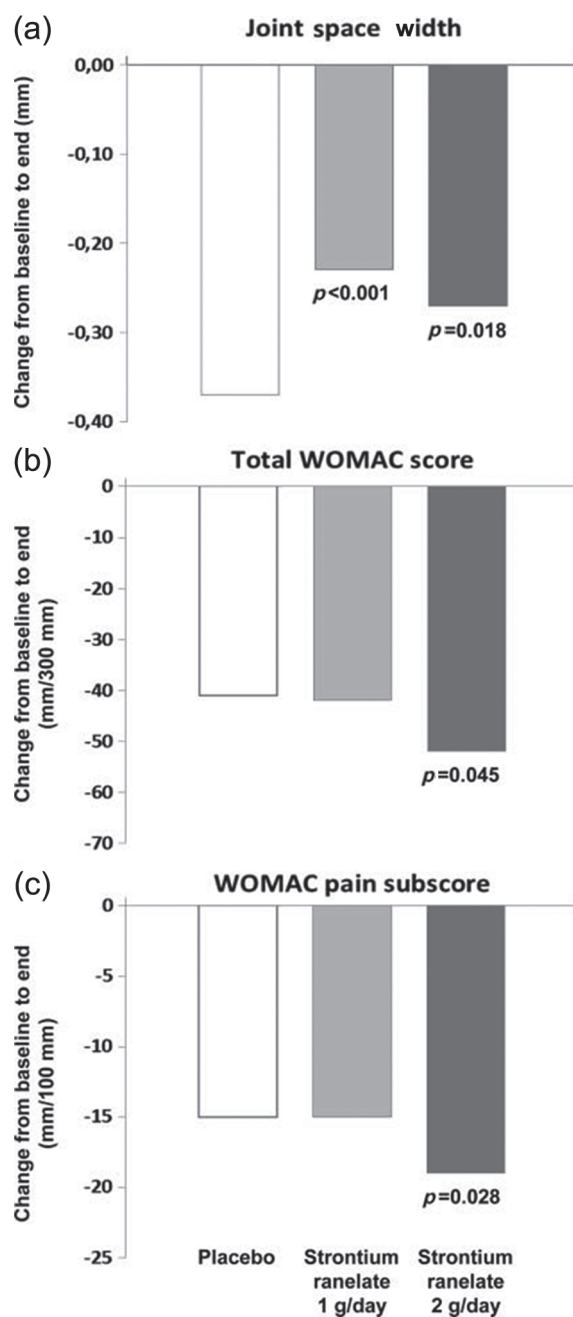 (a)
Joint space width
Change from baseline to end (mm)
0,00
-0,10
-0,20
-0,30
-0,40
p<0.001
p=0.018
(b)
Total WOMAC score
Change from baseline to end
(mm/300 mm)
0
-10
-20
-30
-40
-50
-60
-70
p=0.045
(c)
WOMAC pain subscore
Change from baseline to end
(mm/100 mm)
0
-5
-10
-15
-20
-25
p=0.028
Placebo
Strontium
ranelate
1 g/day
Strontium
ranelate
2 g/day